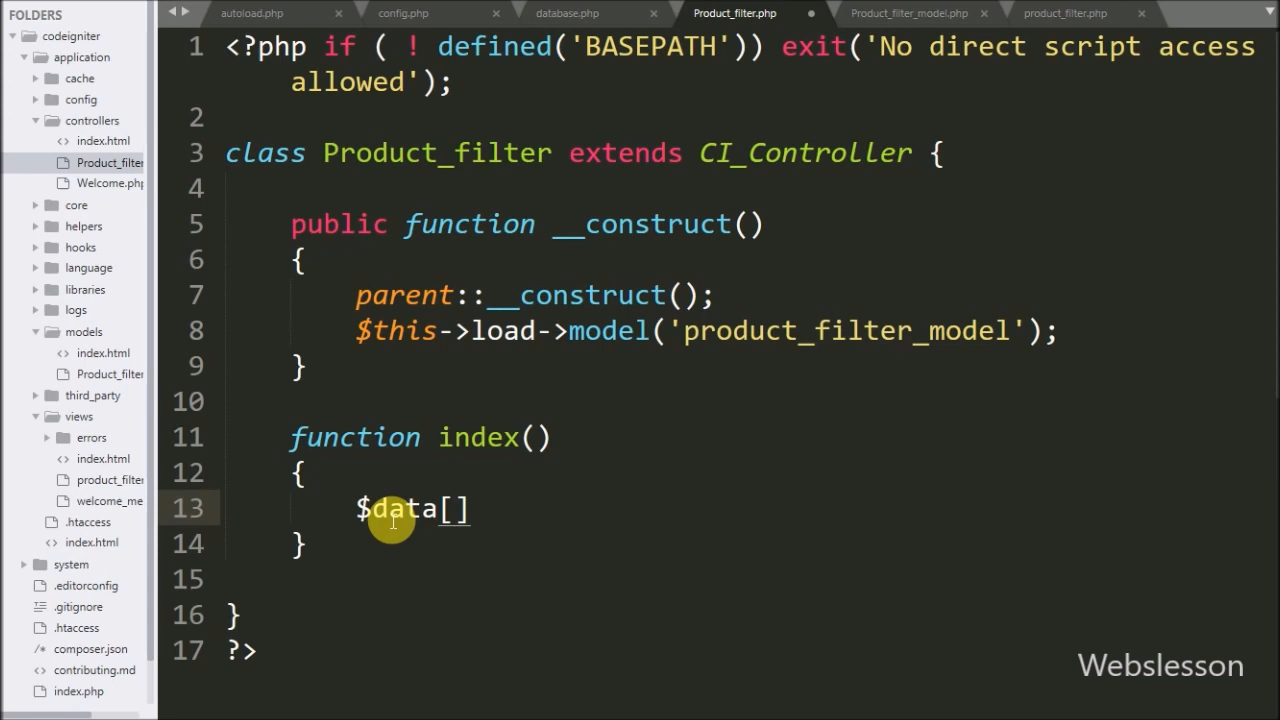 autoload.php
config.php
database.php
Product_filter.php
Product_filter_model.php
product_filter.php
FOLDERS
codeigniter
application
cache
config
controllers
index.html
Product_filter
Welcome.php
core
helpers
hooks
language
libraries
logs
models
index.html
Product_filter
third_party
views
errors
index.html
product_filter
welcome_me
.htaccess
index.html
system
.editorconfig
.gitignore
.htaccess
composer.json
contributing.md
index.php
1 <?php if ( ! defined('BASEPATH')) exit('No direct script access
allowed');
2
3 class Product_filter extends CI_Controller {
4
5 public function __construct()
6 {
7 parent::__construct();
8 $this->load->model('product_filter_model');
9 }
10
11 function index()
12 {
13 $data[]
14 }
15
16 }
17 ?>
Webslesson